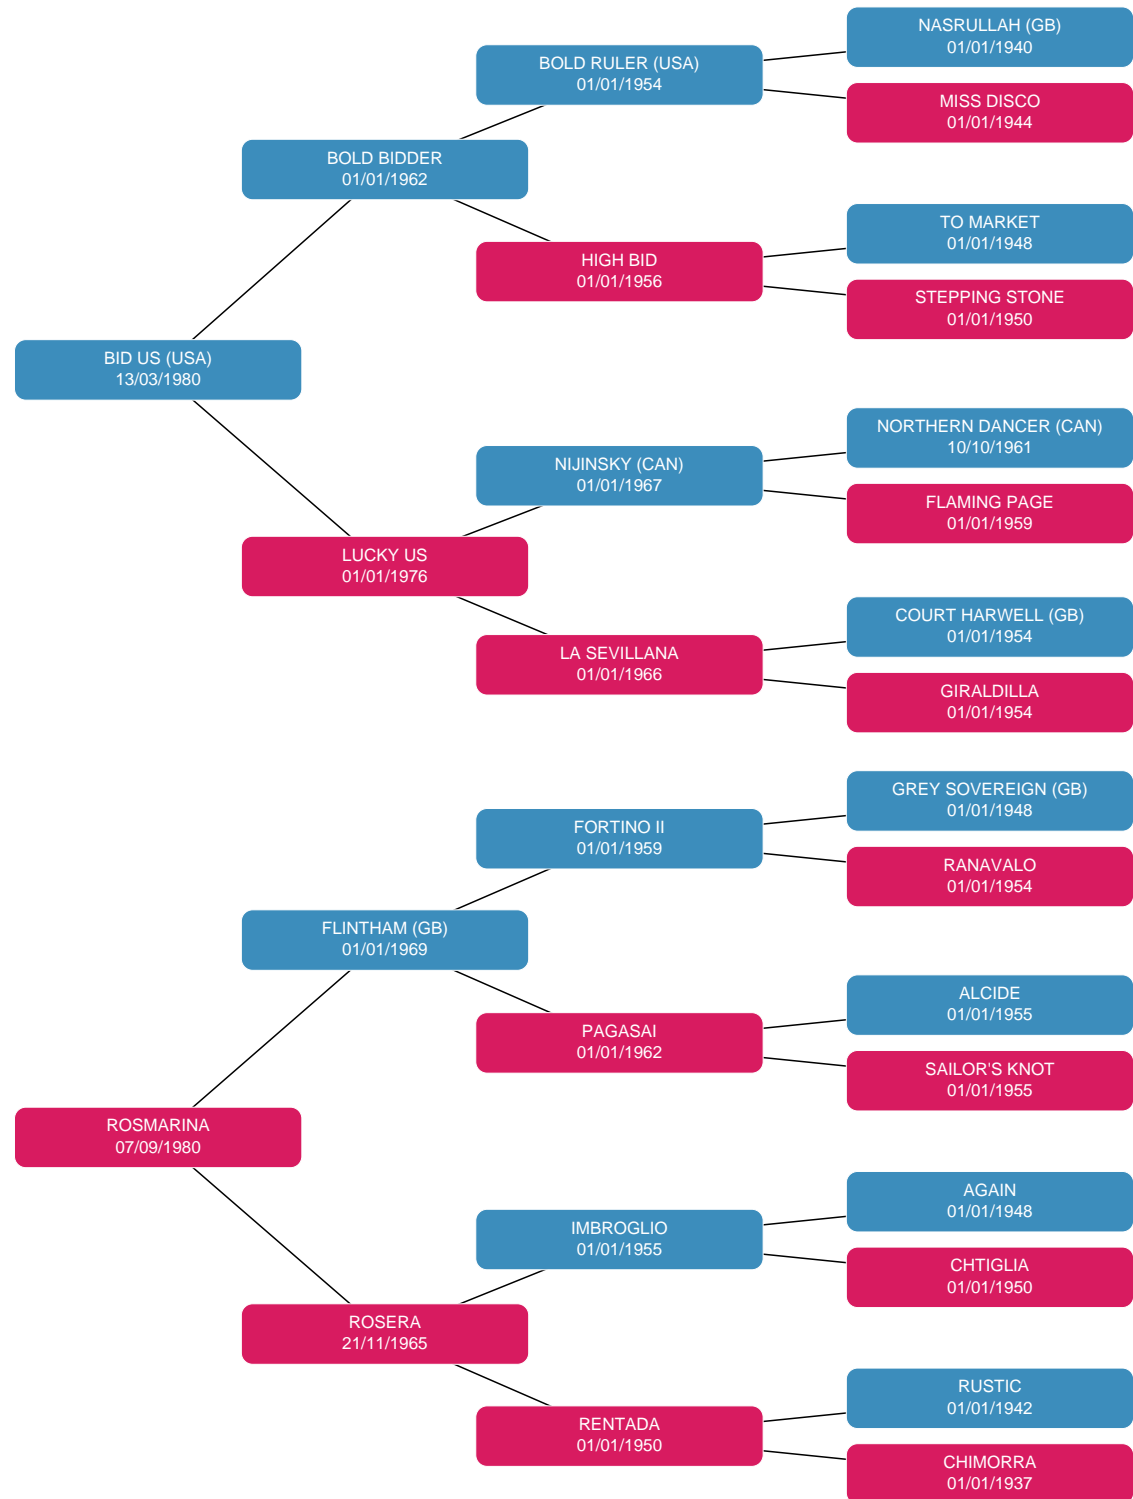 NASRULLAH (GB)
01/01/1940
BOLD RULER (USA)
01/01/1954
MISS DISCO
01/01/1944
BOLD BIDDER
01/01/1962
TO MARKET
01/01/1948
HIGH BID
01/01/1956
STEPPING STONE
01/01/1950
BID US (USA)
13/03/1980
NORTHERN DANCER (CAN)
10/10/1961
NIJINSKY (CAN)
01/01/1967
FLAMING PAGE
01/01/1959
LUCKY US
01/01/1976
COURT HARWELL (GB)
01/01/1954
LA SEVILLANA
01/01/1966
GIRALDILLA
01/01/1954
GREY SOVEREIGN (GB)
01/01/1948
FORTINO II
01/01/1959
RANAVALO
01/01/1954
FLINTHAM (GB)
01/01/1969
ALCIDE
01/01/1955
PAGASAI
01/01/1962
SAILOR'S KNOT
01/01/1955
ROSMARINA
07/09/1980
AGAIN
01/01/1948
IMBROGLIO
01/01/1955
CHTIGLIA
01/01/1950
ROSERA
21/11/1965
RUSTIC
01/01/1942
RENTADA
01/01/1950
CHIMORRA
01/01/1937